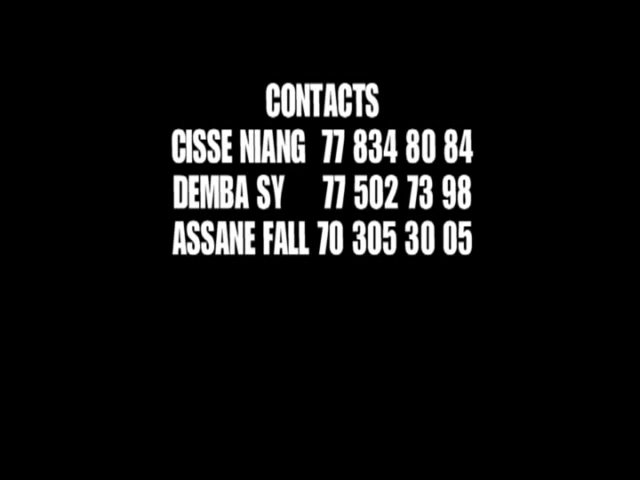 CONTACTS
CISSE NIANG 77 834 80 84
DEMBA SY 77 502 73 98
ASSANE FALL 70 305 30 05